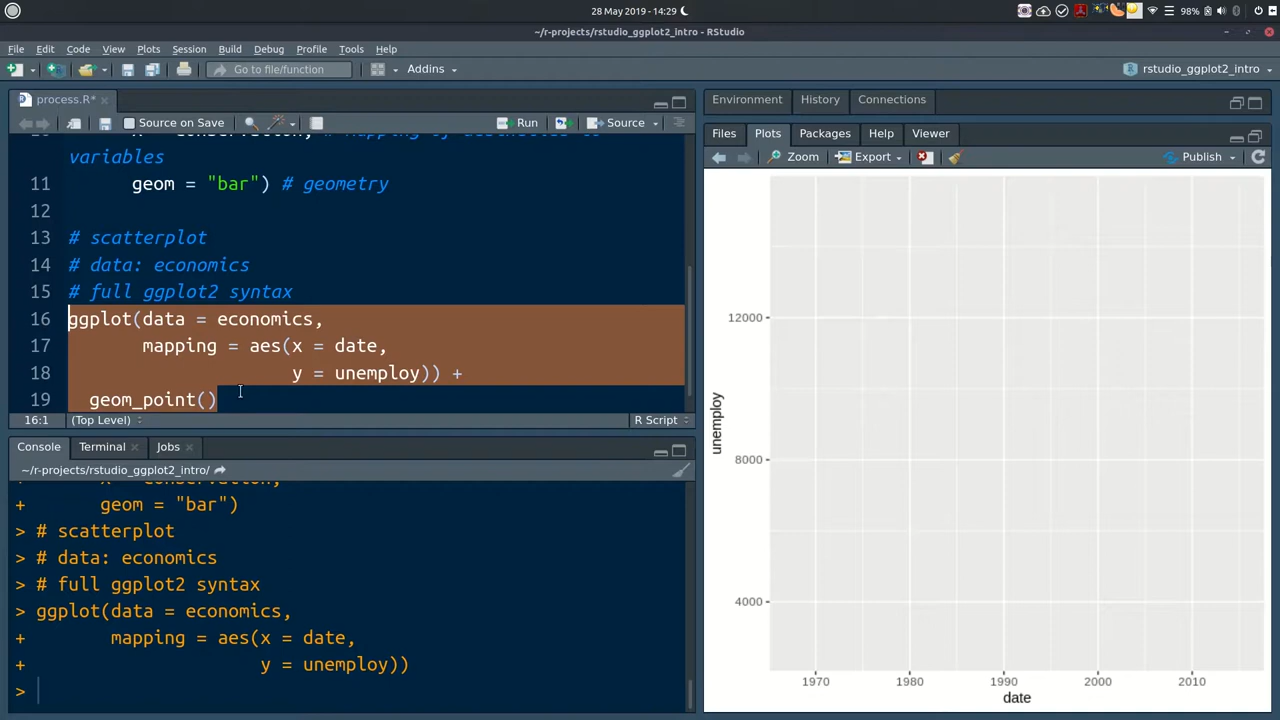 28 May 2019 - 14:29
98%
~/r-projects/rstudio_ggplot2_intro - RStudio
File Edit Code View Plots Session Build Debug Profile Tools Help
Go to file/function
Addins
rstudio_ggplot2_intro
process.R*
Source on Save
Run
Source
variables
11 geom = "bar") # geometry
12
13 # scatterplot
14 # data: economics
15 # full ggplot2 syntax
16 ggplot(data = economics,
17 mapping = aes(x = date,
18 y = unemploy)) +
19 geom_point()
16:1 (Top Level) R Script
Console Terminal Jobs
~/r-projects/rstudio_ggplot2_intro/
+ geom = "bar")
> # scatterplot
> # data: economics
> # full ggplot2 syntax
> ggplot(data = economics,
+ mapping = aes(x = date,
+ y = unemploy))
>
Environment History Connections
Files Plots Packages Help Viewer
Zoom Export Publish
unemploy
12000
8000
4000
1970 1980 1990 2000 2010
date